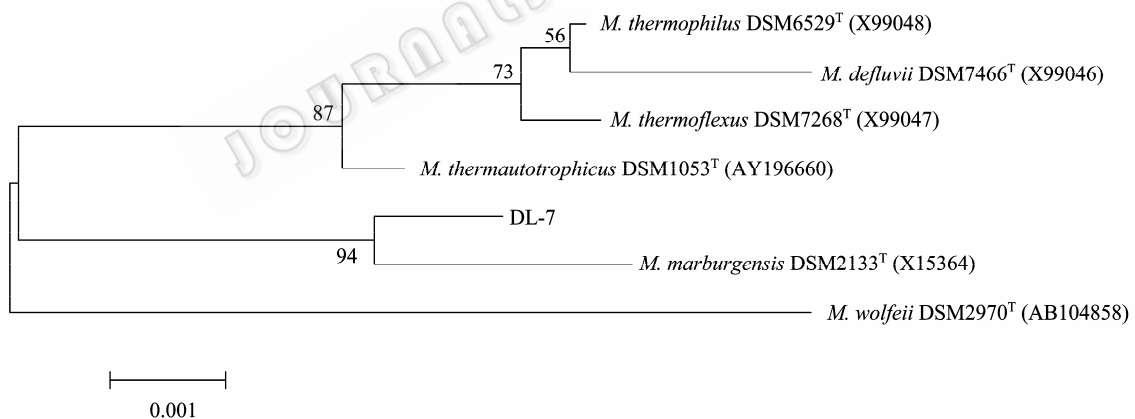 JOURNALS
56
M. thermophilus DSM6529ᵀ (X99048)
73
M. defluvii DSM7466ᵀ (X99046)
87
M. thermoflexus DSM7268ᵀ (X99047)
M. thermautotrophicus DSM1053ᵀ (AY196660)
DL-7
94
M. marburgensis DSM2133ᵀ (X15364)
M. wolfeii DSM2970ᵀ (AB104858)
0.001